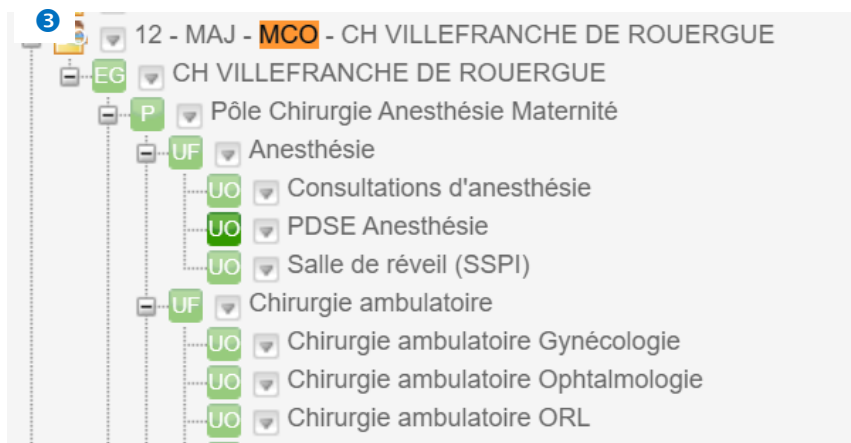 3
12 - MAJ - MCO - CH VILLEFRANCHE DE ROUERGUE
EG CH VILLEFRANCHE DE ROUERGUE
P Pôle Chirurgie Anesthésie Maternité
UF Anesthésie
UO Consultations d'anesthésie
UO PDSE Anesthésie
UO Salle de réveil (SSPI)
UF Chirurgie ambulatoire
UO Chirurgie ambulatoire Gynécologie
UO Chirurgie ambulatoire Ophtalmologie
UO Chirurgie ambulatoire ORL